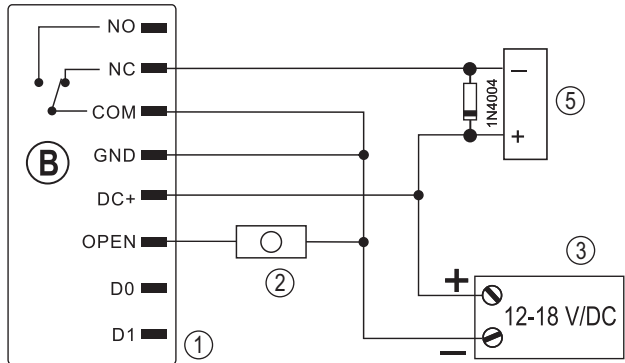 NO
NC
COM
B
GND
DC+
OPEN
D0
D1
1
2
1N4004
–
+
5
3
+
12-18 V/DC
–